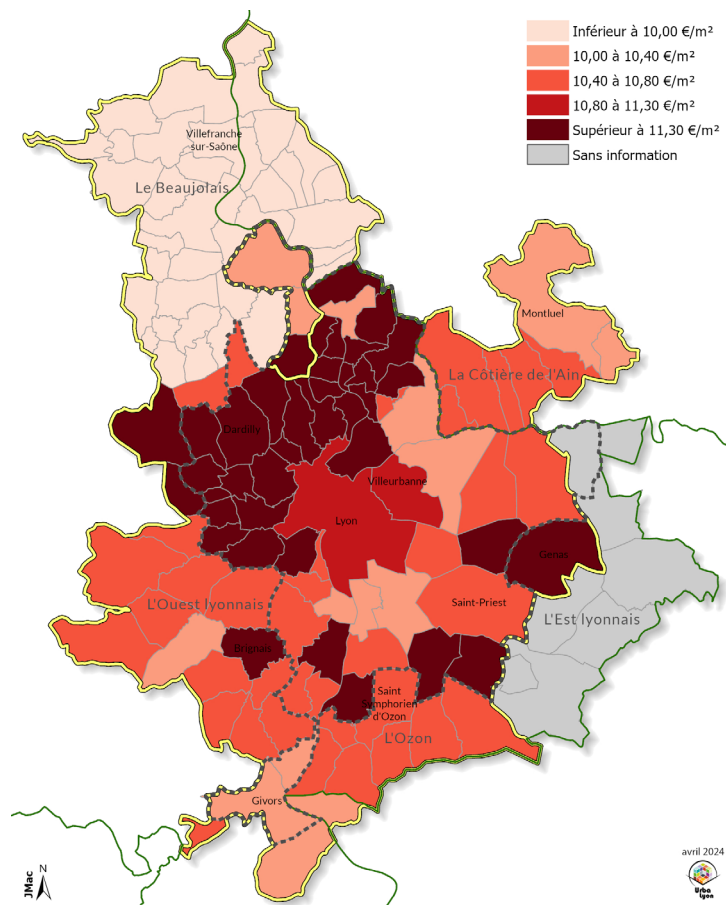 Inférieur à 10,00 €/m²
10,00 à 10,40 €/m²
10,40 à 10,80 €/m²
10,80 à 11,30 €/m²
Supérieur à 11,30 €/m²
Sans information
Villefranche
sur-Saône
Le Beaujolais
Montluel
La Côtière de l'Ain
Dardilly
Villeurbanne
Lyon
Genas
L'Ouest lyonnais
Saint-Priest
L'Est lyonnais
Brignais
Saint
Symphorien
d'Ozon
L'Ozon
Givors
avril 2024
JMac
N
Urba
Lyon